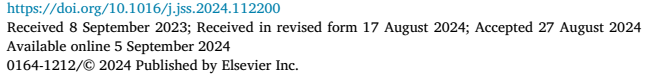 https://doi.org/10.1016/j.jss.2024.112200
Received 8 September 2023; Received in revised form 17 August 2024; Accepted 27 August 2024
Available online 5 September 2024
0164-1212/© 2024 Published by Elsevier Inc.